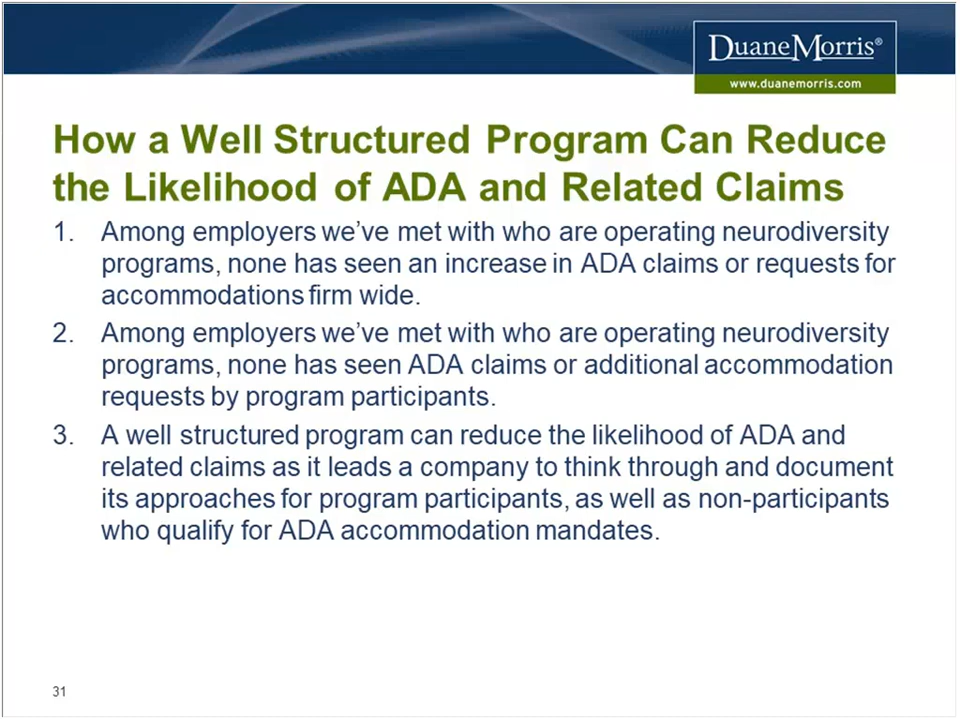 DuaneMorris®
www.duanemorris.com
How a Well Structured Program Can Reduce
the Likelihood of ADA and Related Claims
1. Among employers we've met with who are operating neurodiversity
programs, none has seen an increase in ADA claims or requests for
accommodations firm wide.
2. Among employers we've met with who are operating neurodiversity
programs, none has seen ADA claims or additional accommodation
requests by program participants.
3. A well structured program can reduce the likelihood of ADA and
related claims as it leads a company to think through and document
its approaches for program participants, as well as non-participants
who qualify for ADA accommodation mandates.
31